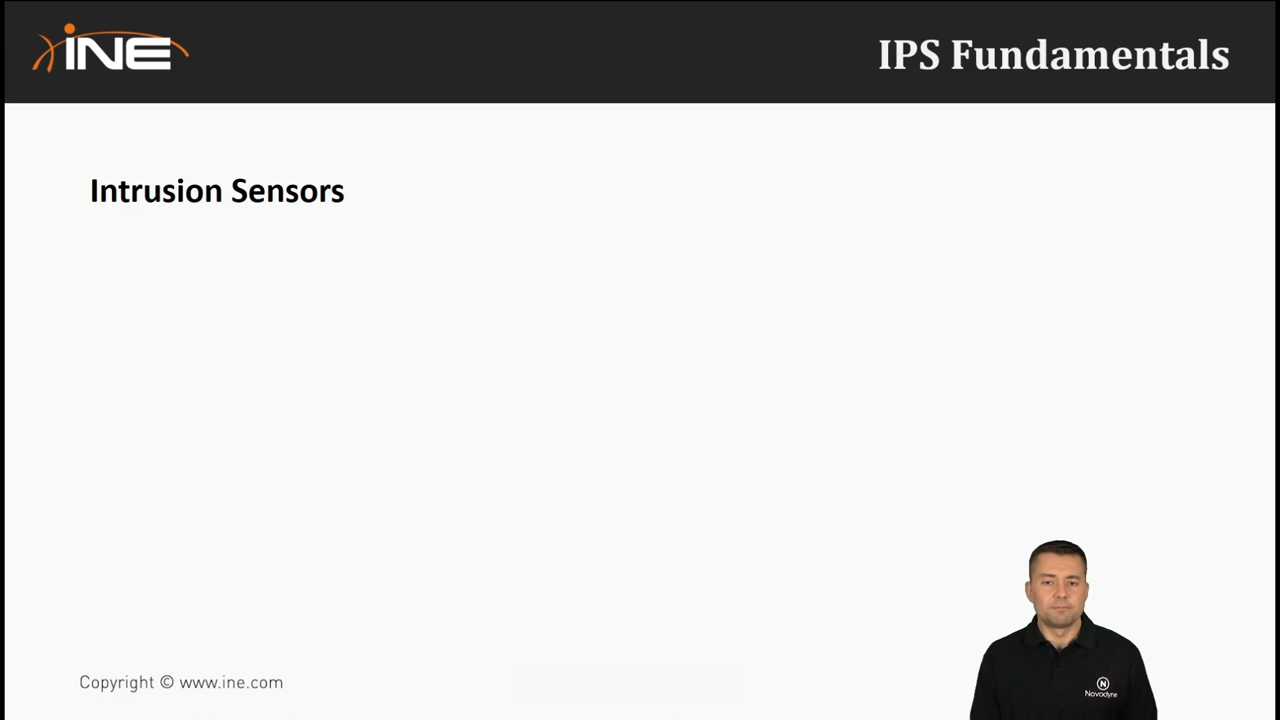 iNE
IPS Fundamentals
Intrusion Sensors
N
Novodyne
Copyright © www.ine.com